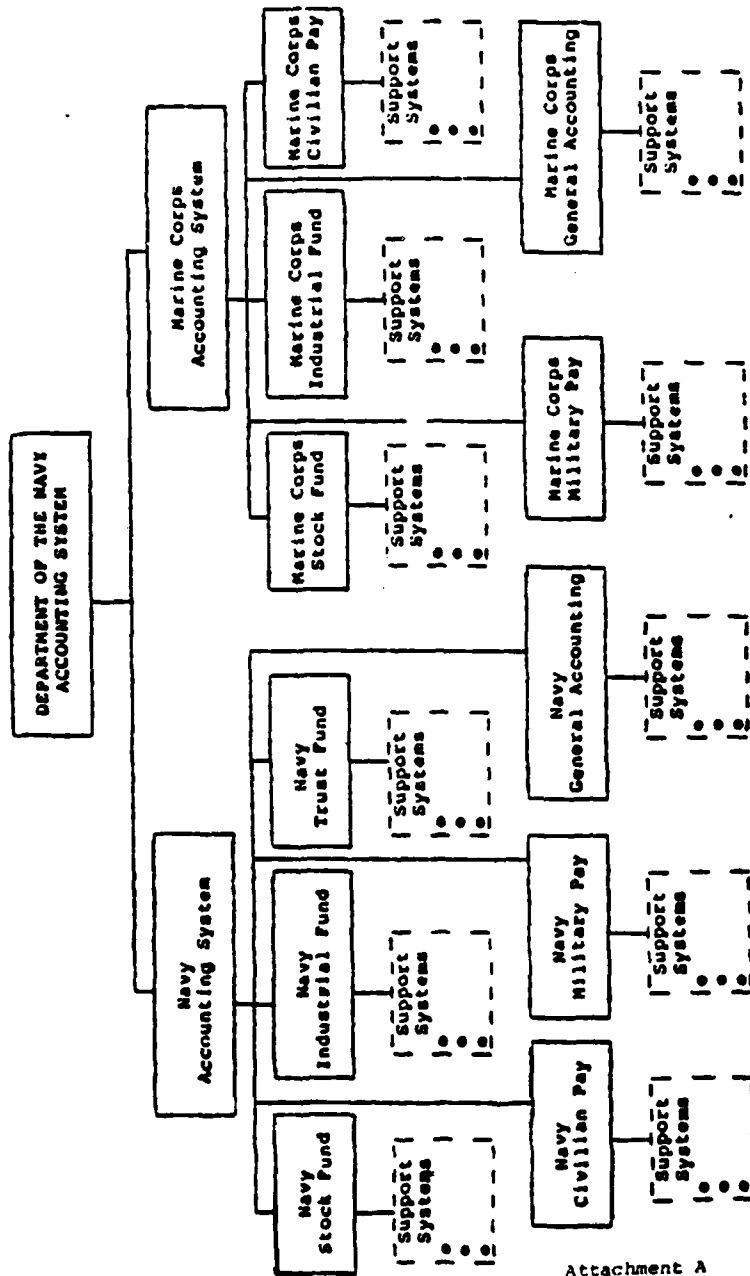 DEPARTMENT OF THE NAVY
ACCOUNTING SYSTEM
Navy
Accounting System
Marine Corps
Accounting System
Navy
Stock Fund
Support
Systems
Navy
Industrial Fund
Support
Systems
Navy
Trust Fund
Support
Systems
Marine Corps
Stock Fund
Support
Systems
Marine Corps
Industrial Fund
Support
Systems
Marine Corps
Civilian Pay
Support
Systems
Navy
Civilian Pay
Support
Systems
Navy
Military Pay
Support
Systems
Navy
General Accounting
Support
Systems
Marine Corps
Military Pay
Support
Systems
Marine Corps
General Accounting
Support
Systems
Attachment A